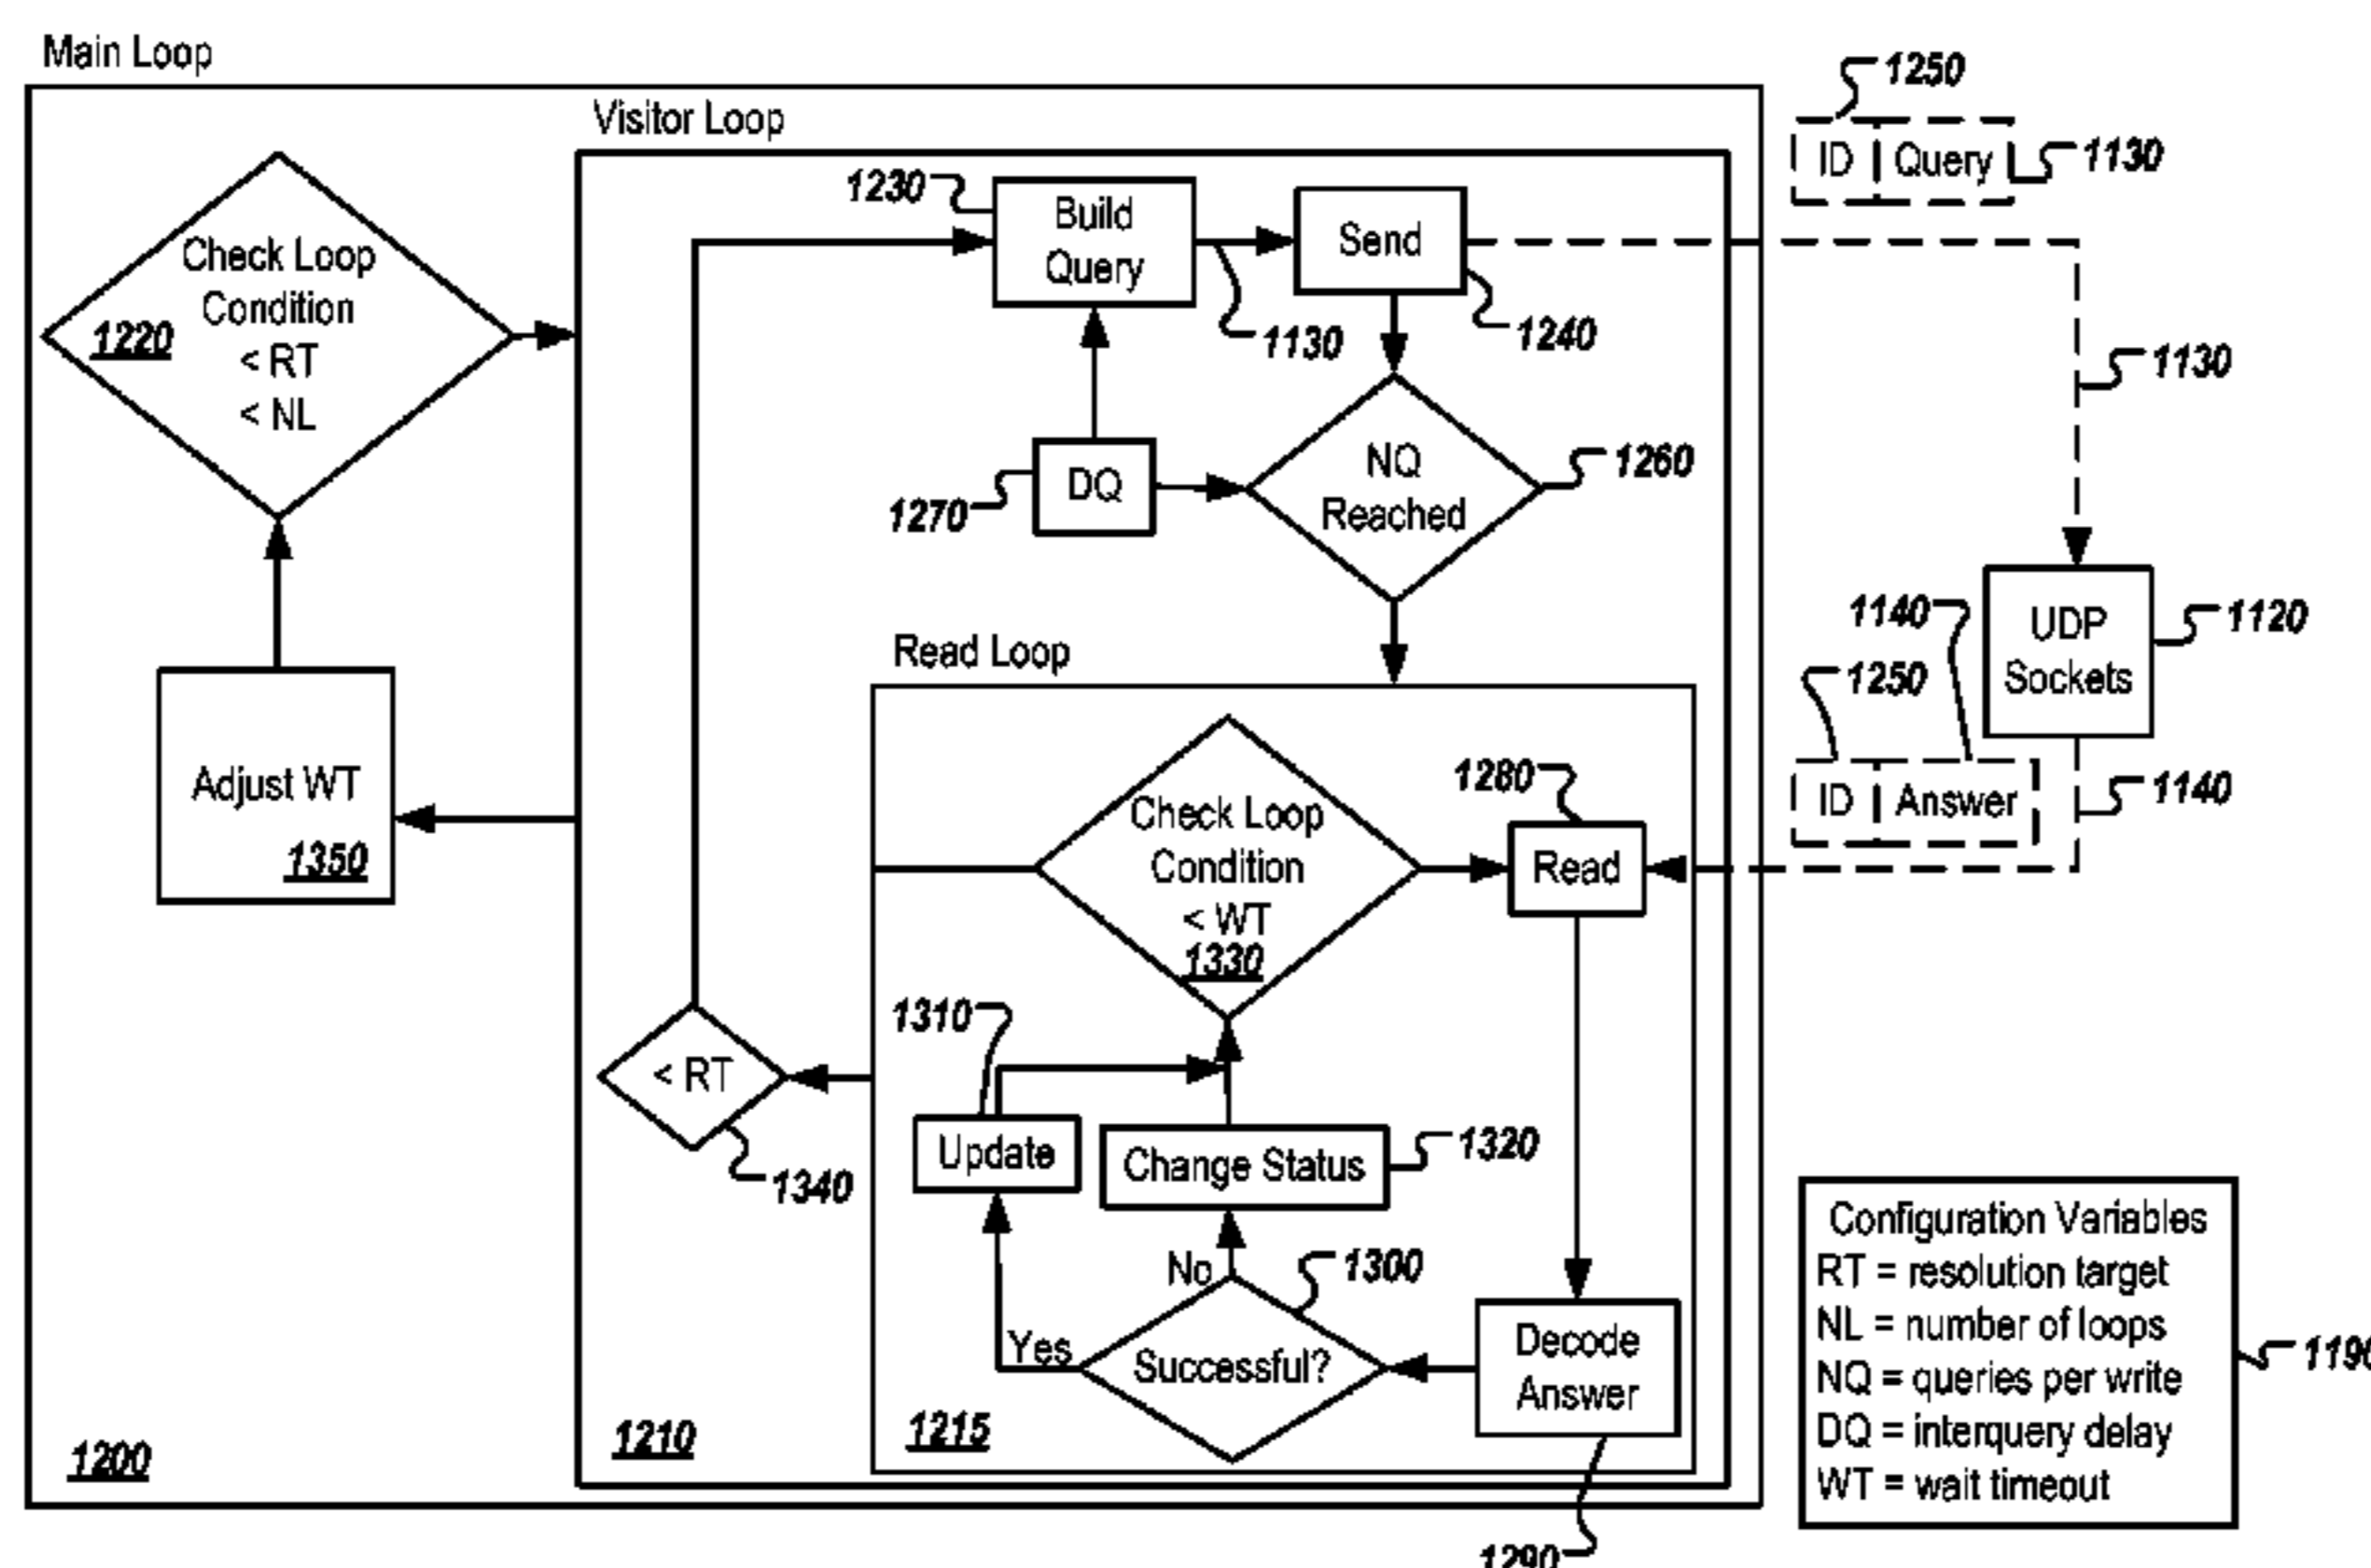 Main Loop
Visitor Loop
Check Loop
Condition
< RT
< NL
1220
Adjust WT
1350
1200
1230
Build
Query
1130
Send
1240
DQ
1270
NQ
Reached
1260
Read Loop
Check Loop
Condition
< WT
1330
1280
Read
1310
Update
Change Status
1320
< RT
1340
No
Yes
1300
Successful?
Decode
Answer
1290
1215
1210
1250
ID Query
1130
1130
UDP
Sockets
1120
1140
1250
ID Answer
1140
Configuration Variables
RT = resolution target
NL = number of loops
NQ = queries per write
DQ = interquery delay
WT = wait timeout
1190